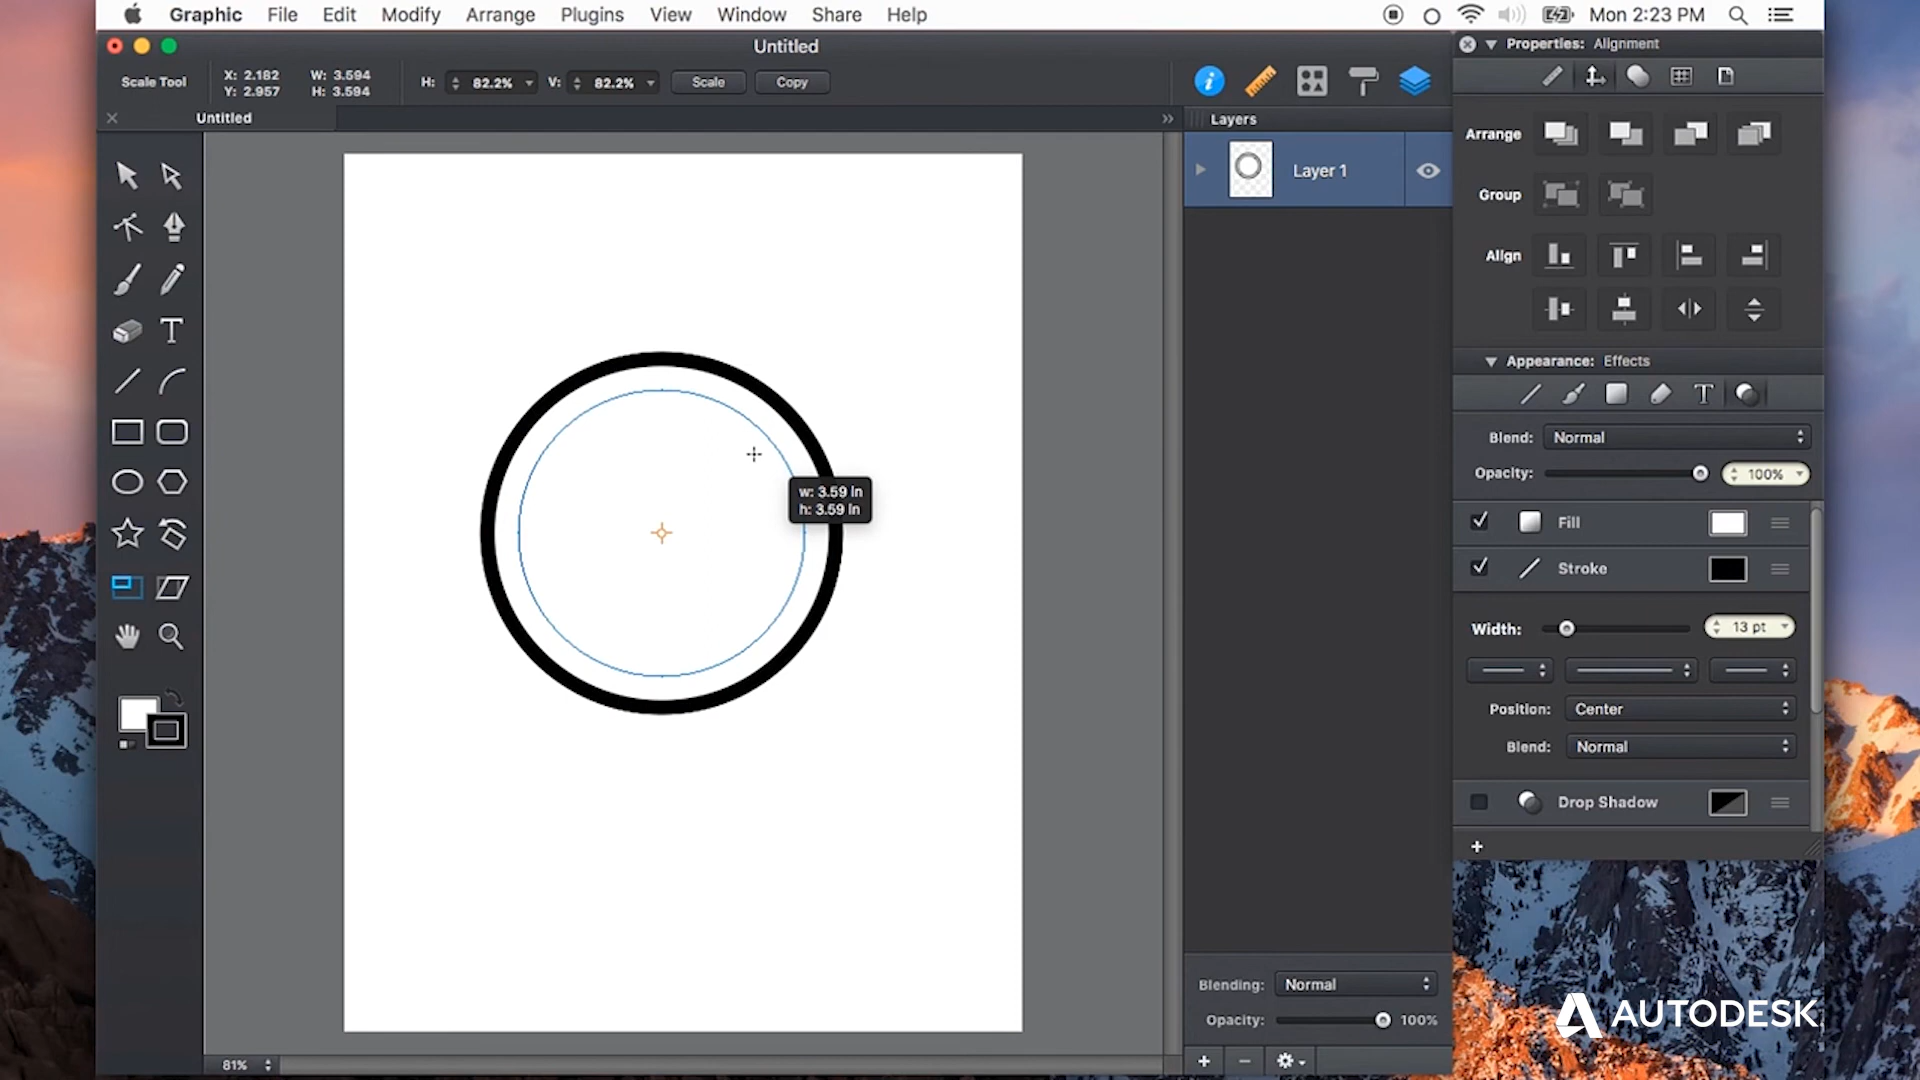 Graphic File Edit Modify Arrange Plugins View Window Share Help Mon 2:23 PM
Untitled
Properties: Alignment
Scale Tool X: 2.182 W: 3.594 H: 82.2% V: 82.2% Scale Copy
Y: 2.957 H: 3.594
Untitled
Layers
Layer 1
Arrange
Group
Align
Appearance: Effects
T
T
Blend: Normal
Opacity: 100%
w: 3.59 in
h: 3.59 in
Fill
Stroke
Width: 13 pt
Position: Center
Blend: Normal
Drop Shadow
Blending: Normal
Opacity: 100%
81%
AUTODESK.